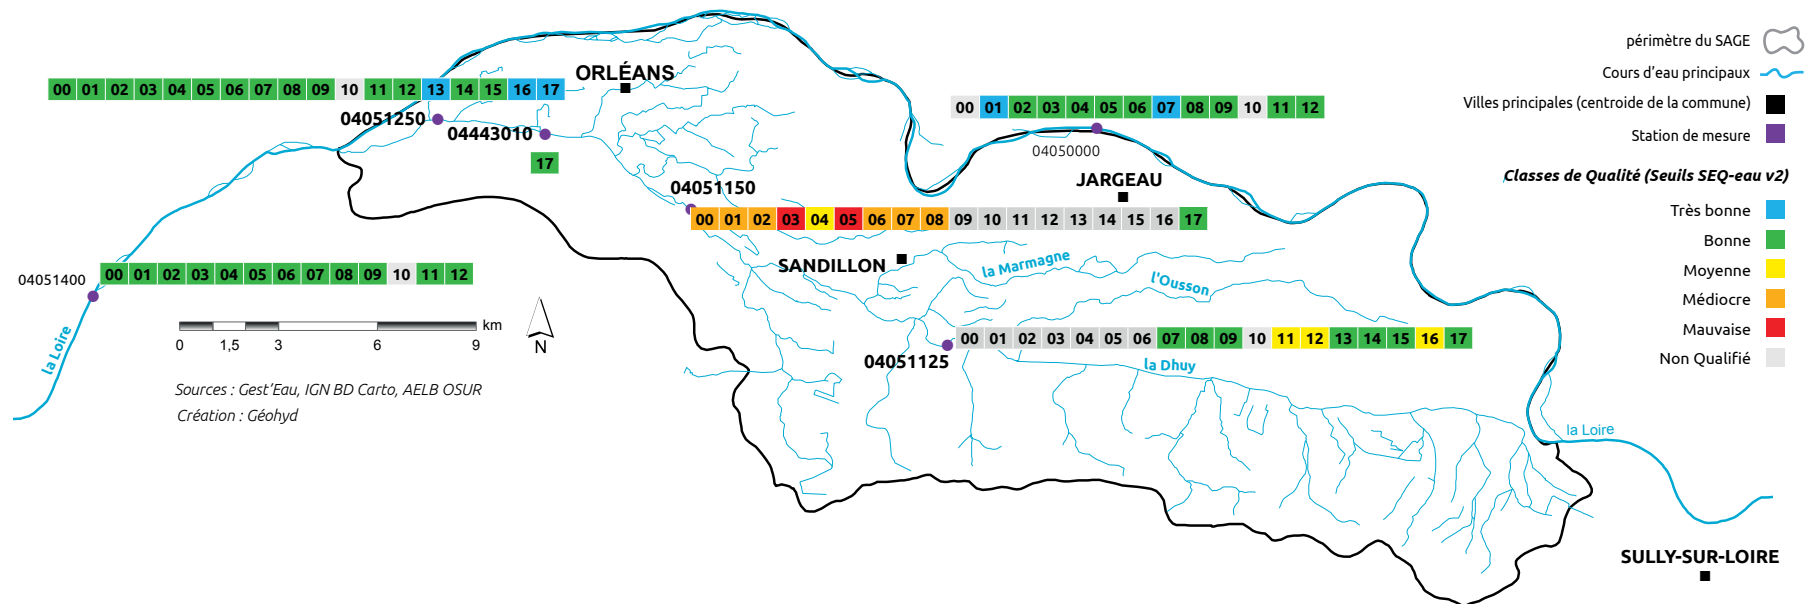 périmètre du SAGE
Cours d'eau principaux
Villes principales (centroide de la commune)
Station de mesure
Classes de Qualité (Seuils SEQ-eau v2)
Très bonne
Bonne
Moyenne
Médiocre
Mauvaise
Non Qualifié
ORLÉANS
00 01 02 03 04 05 06 07 08 09 10 11 12 13 14 15 16 17
04051250
04443010
17
00 01 02 03 04 05 06 07 08 09 10 11 12
04050000
JARGEAU
04051150
00 01 02 03 04 05 06 07 08 09 10 11 12 13 14 15 16 17
SANDILLON
la Marmagne
l'Ousson
04051400
00 01 02 03 04 05 06 07 08 09 10 11 12
la Loire
km
0 1,5 3 6 9
N
00 01 02 03 04 05 06 07 08 09 10 11 12 13 14 15 16 17
04051125
la Dhuy
Sources : Gest'Eau, IGN BD Carto, AELB OSUR
Création : Géohyd
la Loire
SULLY-SUR-LOIRE